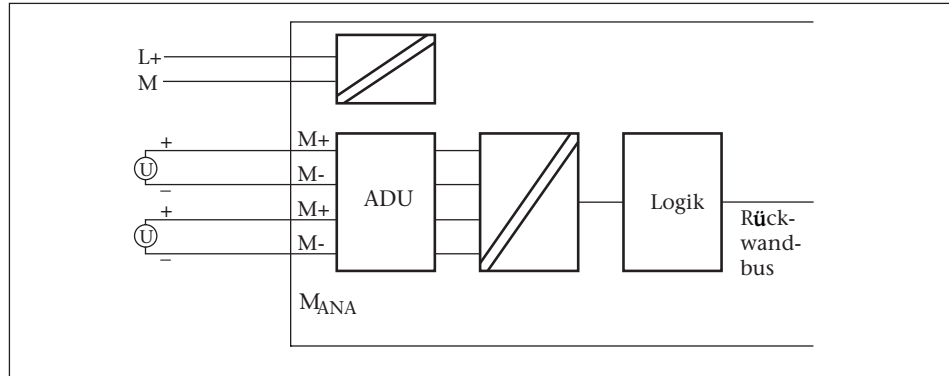 L+
M
+
U
–
+
U
–
M+
M-
M+
M-
ADU
Logik
Rück-
wand-
bus
MANA